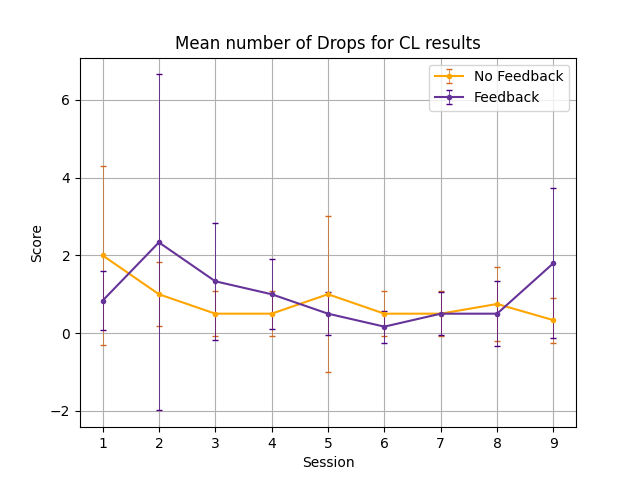 Mean number of Drops for CL results
No Feedback
Feedback
6
4
2
0
−2
Score
1 2 3 4 5 6 7 8 9
Session